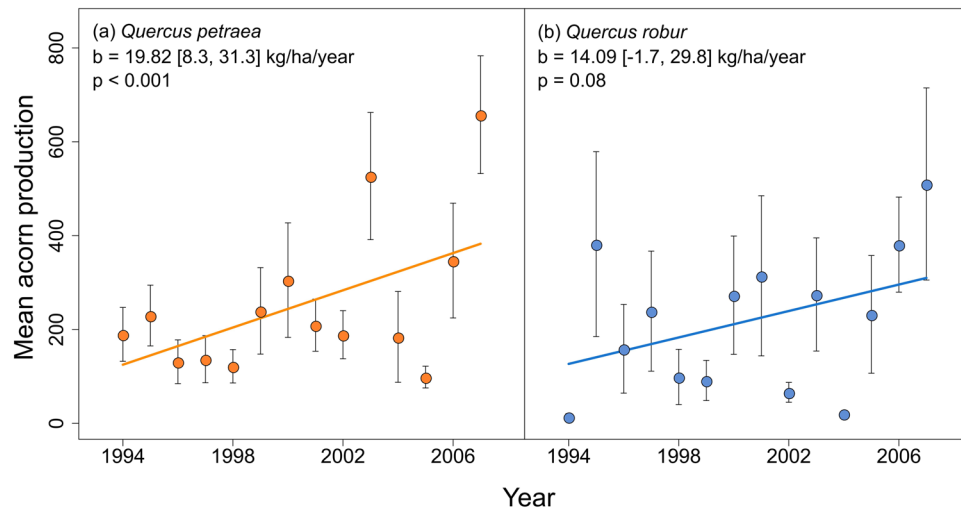 (a) Quercus petraea
b = 19.82 [8.3, 31.3] kg/ha/year
p < 0.001
(b) Quercus robur
b = 14.09 [-1.7, 29.8] kg/ha/year
p = 0.08
Mean acorn production
800
600
400
200
0
1994
1998
2002
2006
1994
1998
2002
2006
Year